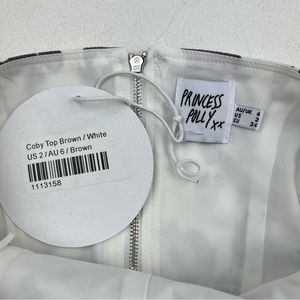 Coby Top Brown / White
US 2 / AU 6 / Brown
1113158
PRINCESS
POLLY xx
AU/UK 6
US 2
EU 34